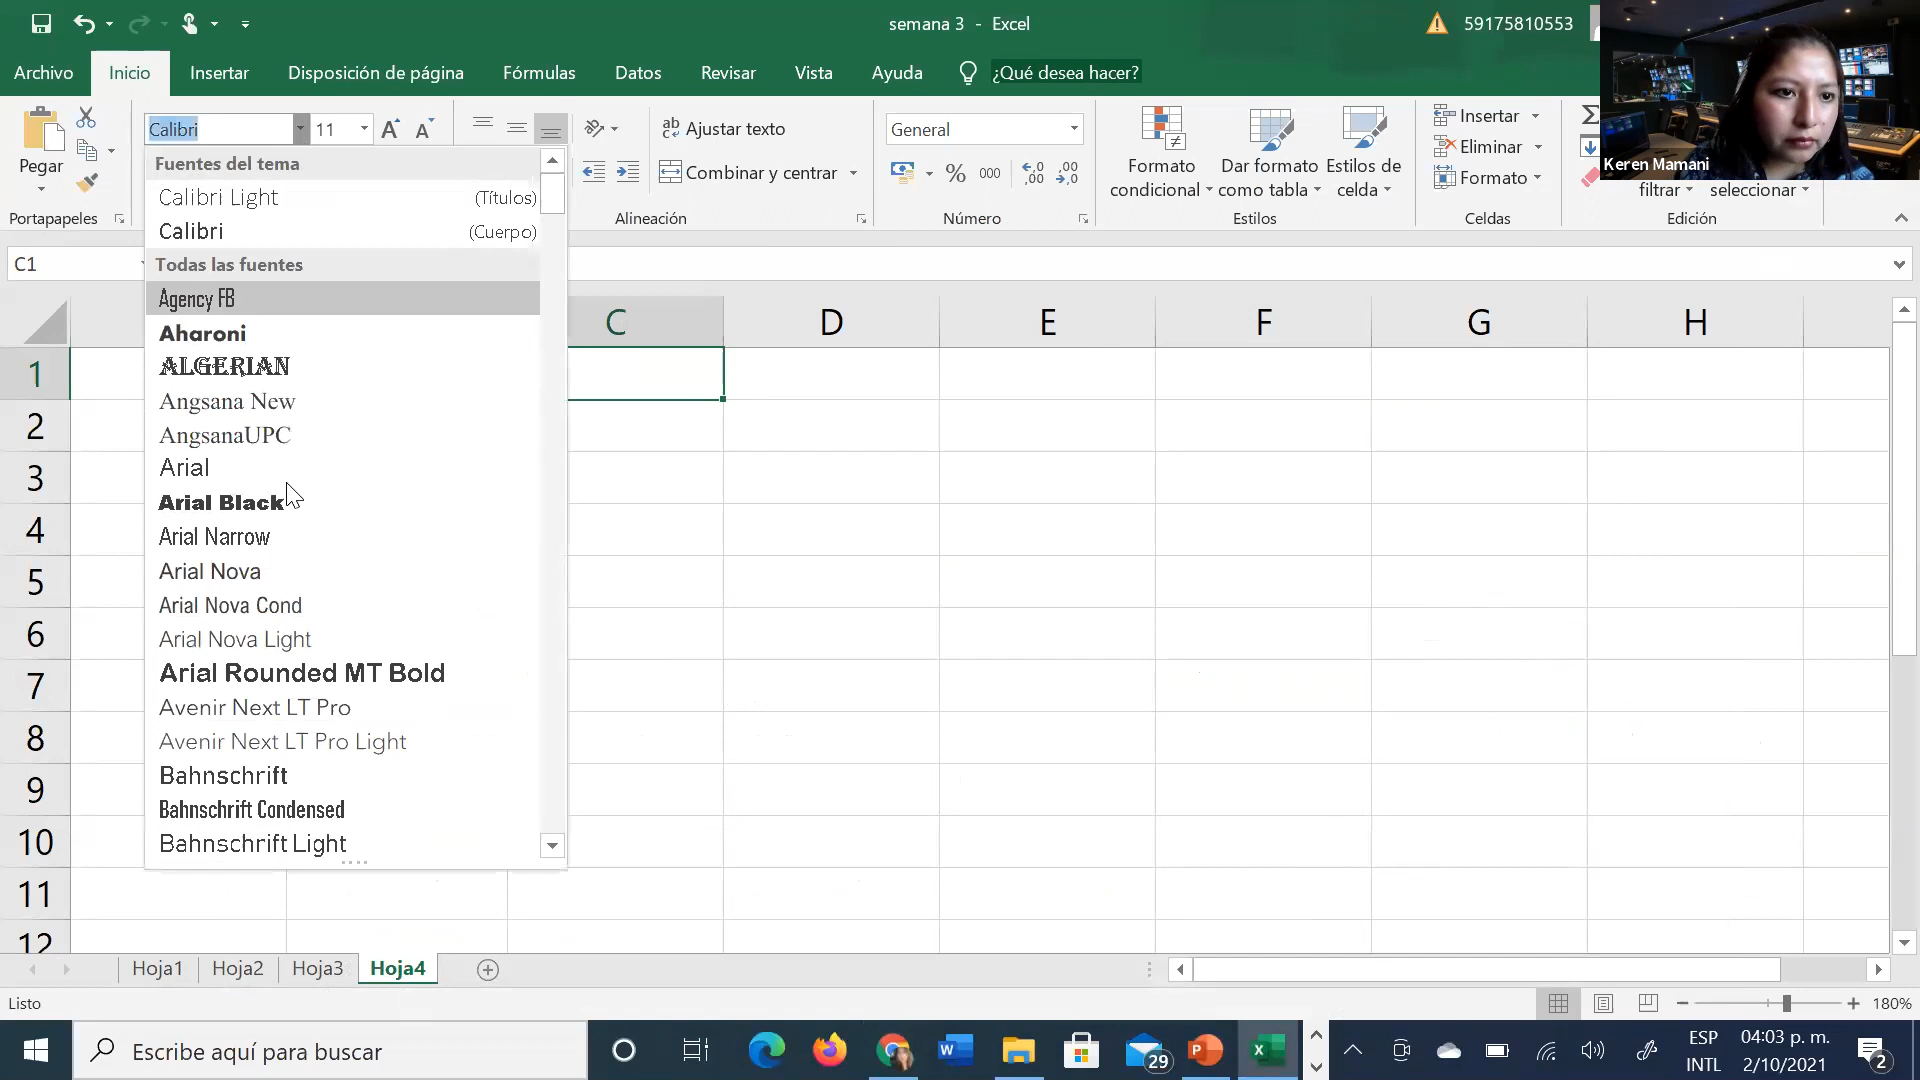 semana 3 - Excel
59175810553
Archivo
Inicio
Insertar
Disposición de página
Fórmulas
Datos
Revisar
Vista
Ayuda
¿Qué desea hacer?
Keren Mamani
Pegar
Calibri
11
Ajustar texto
Combinar y centrar
General
% 000
Formato condicional
Dar formato como tabla
Estilos de celda
Insertar
Eliminar
Formato
filtrar
seleccionar
Portapapeles
Alineación
Número
Estilos
Celdas
Edición
C1
Fuentes del tema
Calibri Light (Títulos)
Calibri (Cuerpo)
Todas las fuentes
Agency FB
Aharoni
ALGERIAN
Angsana New
AngsanaUPC
Arial
Arial Black
Arial Narrow
Arial Nova
Arial Nova Cond
Arial Nova Light
Arial Rounded MT Bold
Avenir Next LT Pro
Avenir Next LT Pro Light
Bahnschrift
Bahnschrift Condensed
Bahnschrift Light
C D E F G H
1
2
3
4
5
6
7
8
9
10
11
12
Hoja1
Hoja2
Hoja3
Hoja4
Listo
180%
Escribe aquí para buscar
29
ESP
INTL
04:03 p. m.
2/10/2021
2